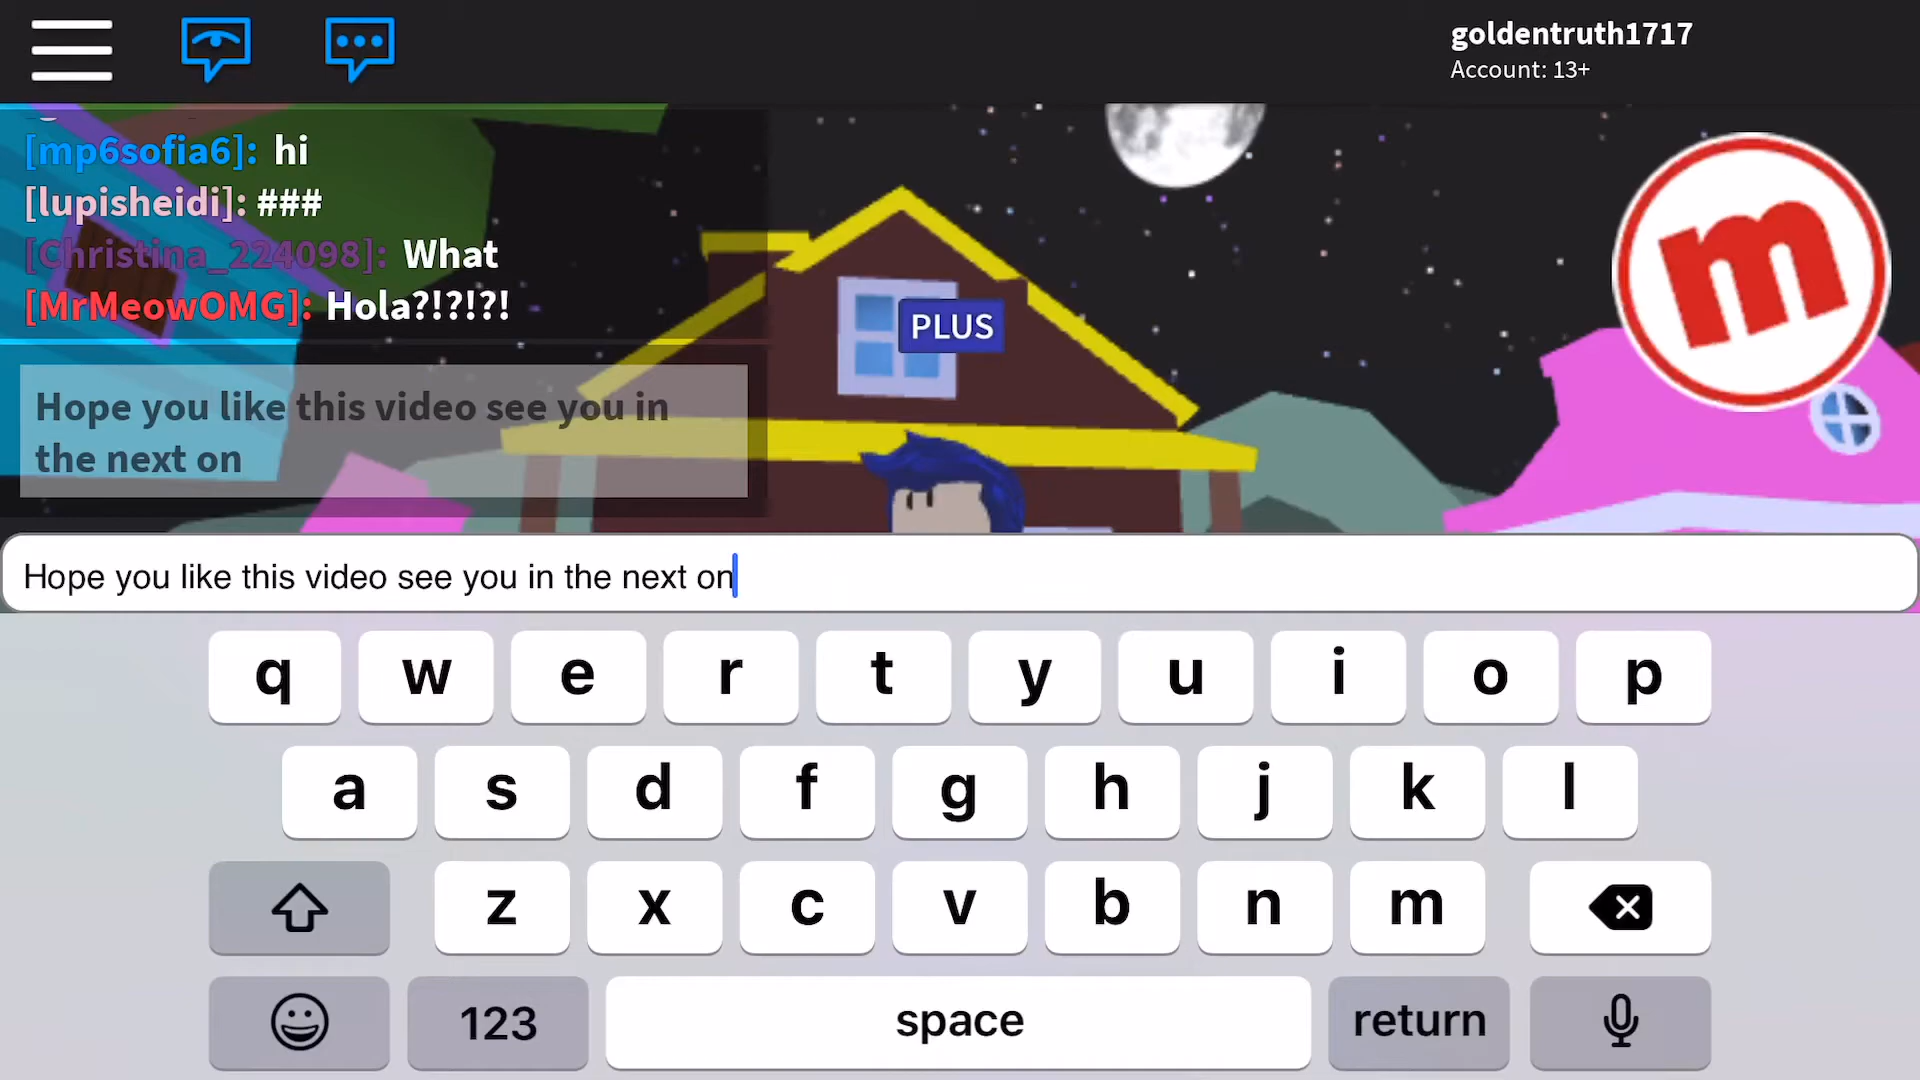 goldentruth1717
Account: 13+
[mp6sofia6]: hi
[lupisheidi]: ###
[Christina_224098]: What
[MrMeowOMG]: Hola?!?!?!
PLUS
m
Hope you like this video see you in
the next on
Hope you like this video see you in the next on
q w e r t y u i o p
a s d f g h j k l
z x c v b n m
123 space return